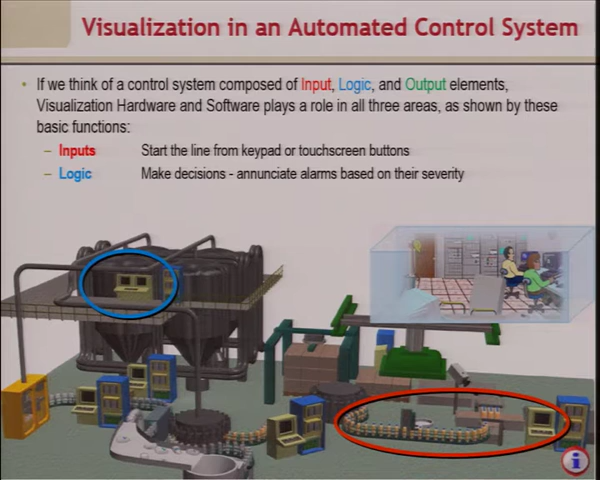 Visualization in an Automated Control System
• If we think of a control system composed of Input, Logic, and Output elements,
Visualization Hardware and Software plays a role in all three areas, as shown by these
basic functions:
– Inputs Start the line from keypad or touchscreen buttons
– Logic Make decisions - annunciate alarms based on their severity
i